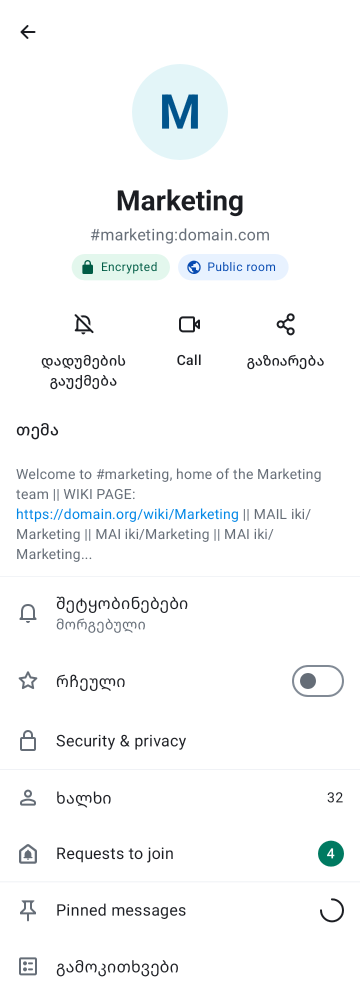 M
Marketing
#marketing:domain.com
Encrypted
Public room
დადუმების
გაუქმება
Call
გაზიარება
თემა
Welcome to #marketing, home of the Marketing
team || WIKI PAGE:
https://domain.org/wiki/Marketing || MAIL iki/
Marketing || MAI iki/Marketing || MAI iki/
Marketing...
შეტყობინებები
მორგებული
რჩეული
Security & privacy
ხალხი 32
Requests to join 4
Pinned messages
გამოკითხვები